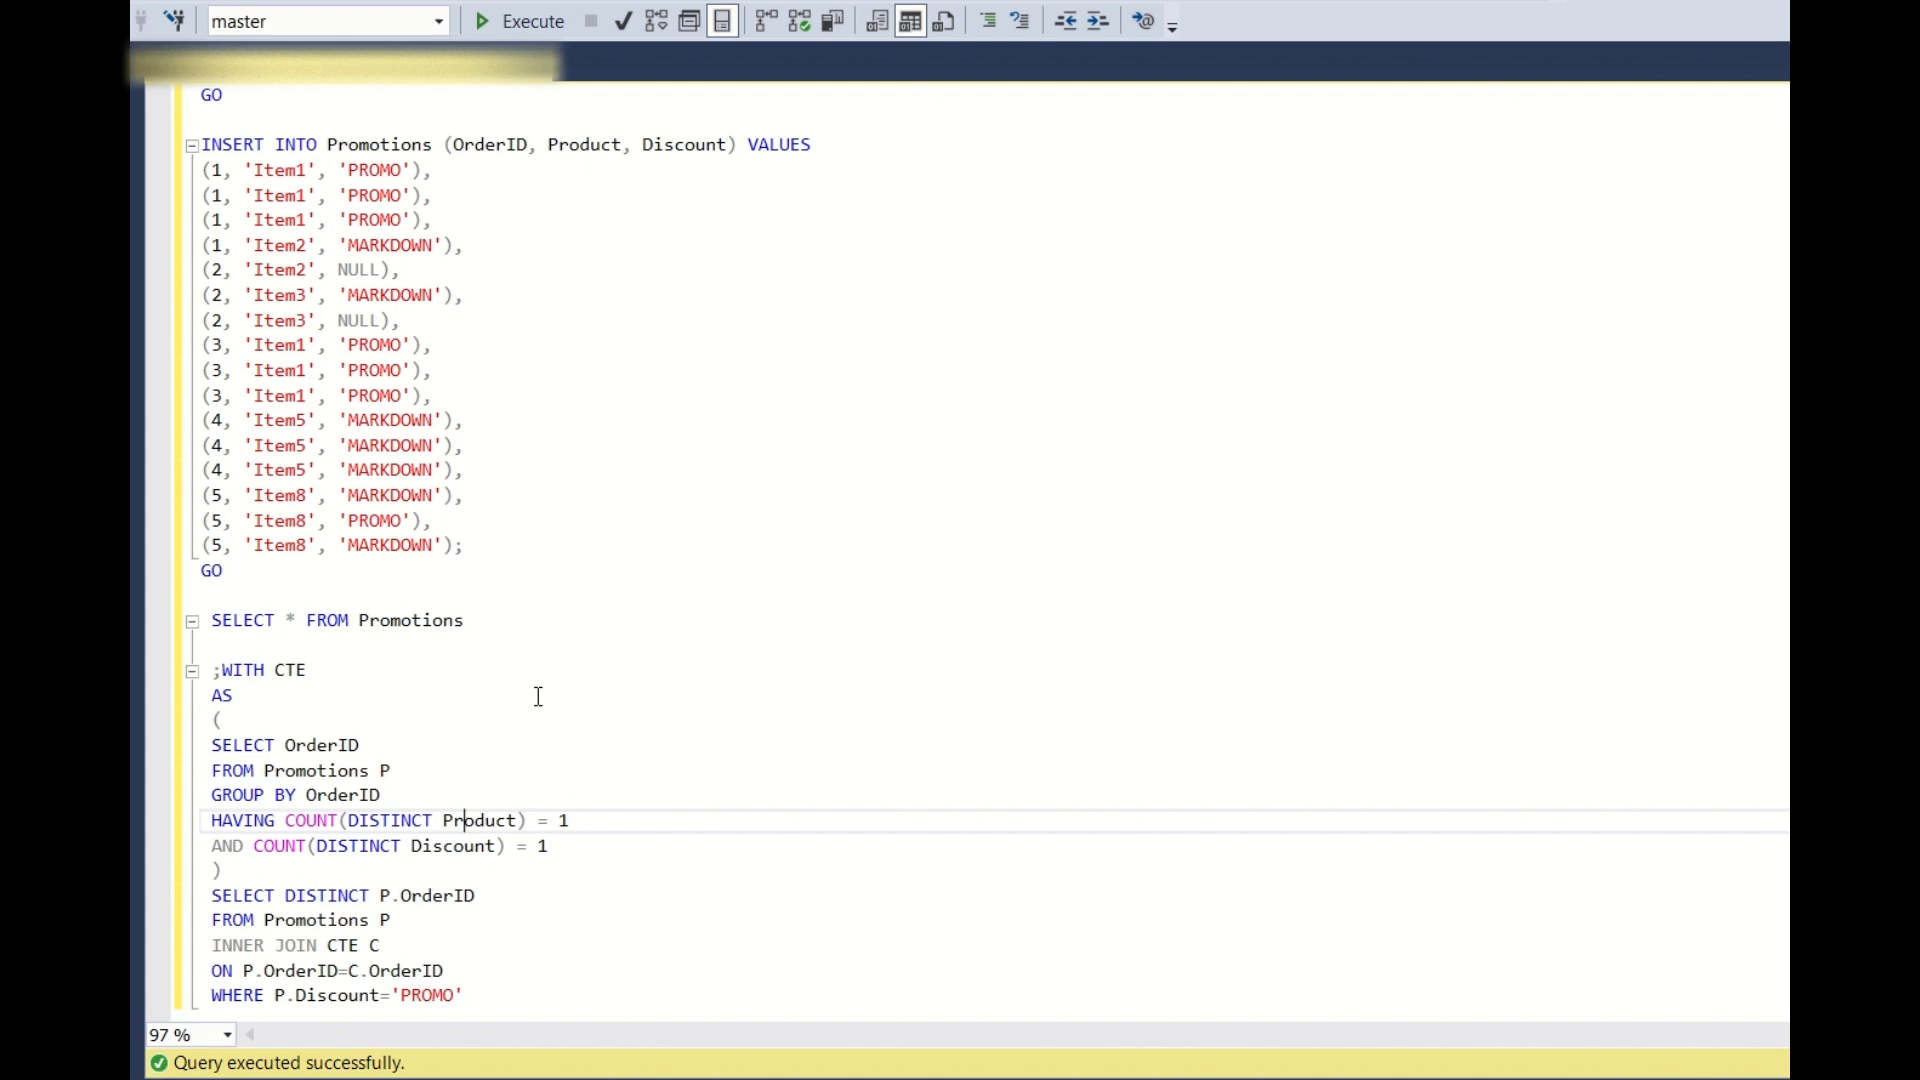 master
Execute
GO
INSERT INTO Promotions (OrderID, Product, Discount) VALUES
(1, 'Item1', 'PROMO'),
(1, 'Item1', 'PROMO'),
(1, 'Item1', 'PROMO'),
(1, 'Item2', 'MARKDOWN'),
(2, 'Item2', NULL),
(2, 'Item3', 'MARKDOWN'),
(2, 'Item3', NULL),
(3, 'Item1', 'PROMO'),
(3, 'Item1', 'PROMO'),
(3, 'Item1', 'PROMO'),
(4, 'Item5', 'MARKDOWN'),
(4, 'Item5', 'MARKDOWN'),
(4, 'Item5', 'MARKDOWN'),
(5, 'Item8', 'MARKDOWN'),
(5, 'Item8', 'PROMO'),
(5, 'Item8', 'MARKDOWN');
GO
SELECT * FROM Promotions
;WITH CTE
AS
(
SELECT OrderID
FROM Promotions P
GROUP BY OrderID
HAVING COUNT(DISTINCT Product) = 1
AND COUNT(DISTINCT Discount) = 1
)
SELECT DISTINCT P.OrderID
FROM Promotions P
INNER JOIN CTE C
ON P.OrderID=C.OrderID
WHERE P.Discount='PROMO'
97 %
Query executed successfully.